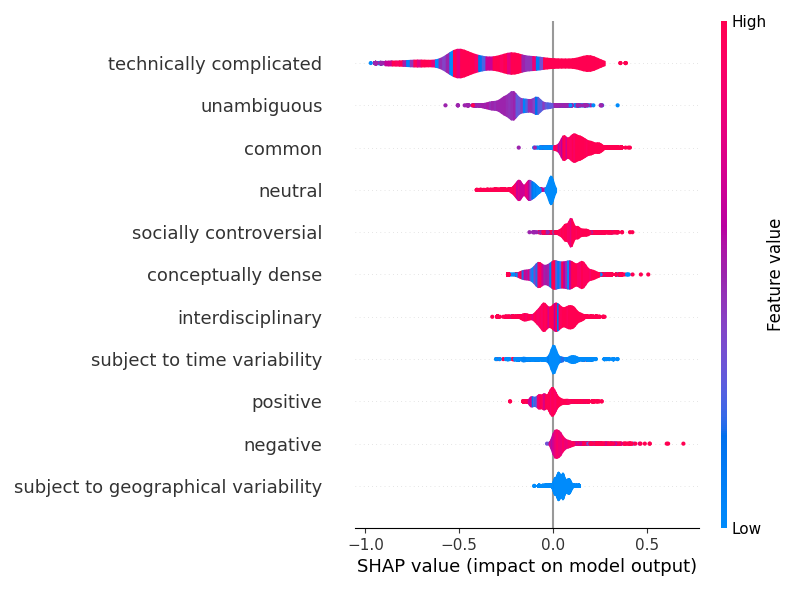 High
technically complicated
unambiguous
common
neutral
socially controversial
conceptually dense
interdisciplinary
subject to time variability
positive
negative
subject to geographical variability
Feature value
Low
−1.0 −0.5 0.0 0.5
SHAP value (impact on model output)